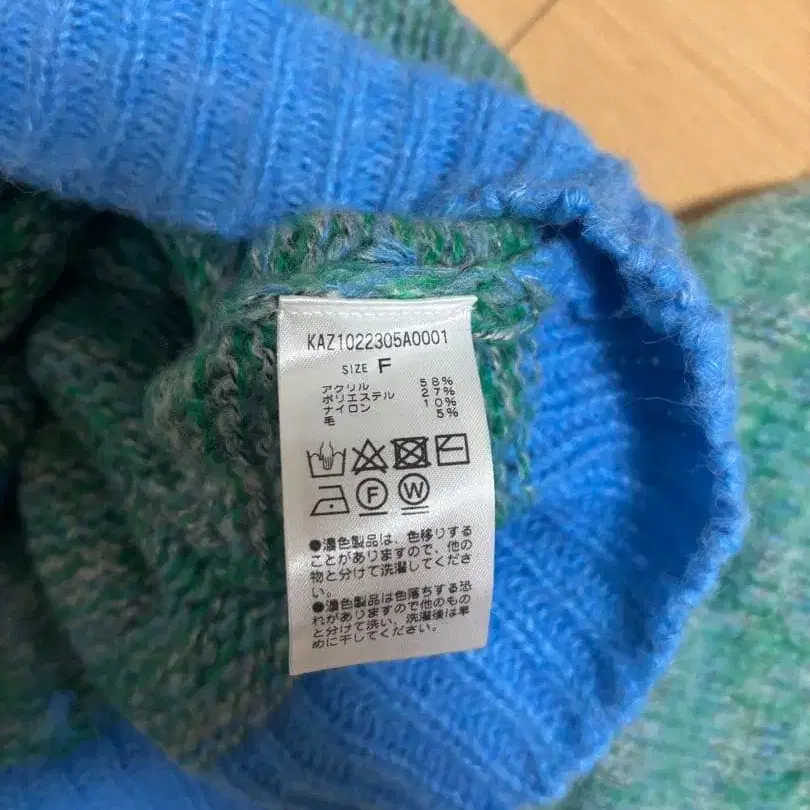 KAZ1022305A0001
SIZE F
アクリル 58%
ポリエステル 27%
ナイロン 10%
毛 5%
F W
●濃色製品は、色移りする
ことがありますので、他の
物と分けて洗濯してくださ
い。
●濃色製品は色落ちする恐
れがありますので他のもの
と分けて洗い、洗濯後は早
めに干してください。